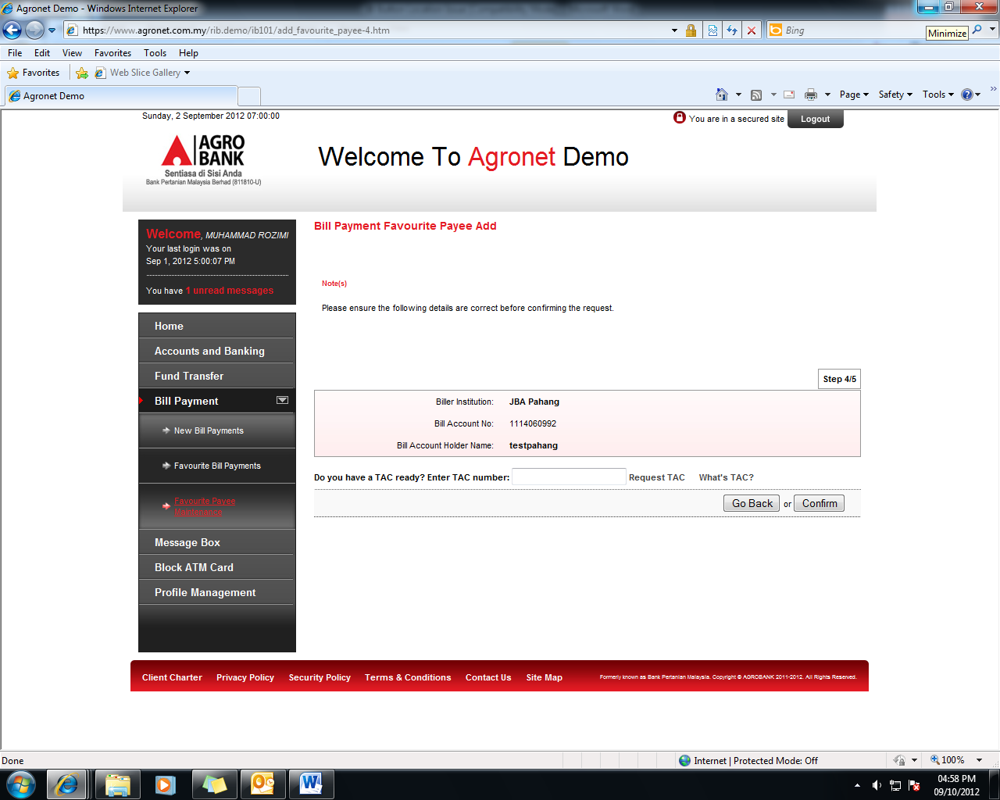 Agronet Demo - Windows Internet Explorer
https://www.agronet.com.my/rib.demo/ib101/add_favourite_payee-4.htm
Bing
Minimize
File Edit View Favorites Tools Help
Favorites Web Slice Gallery
Agronet Demo
Page Safety Tools
Sunday, 2 September 2012 07:00:00
You are in a secured site Logout
AGRO
BANK
Sentiasa di Sisi Anda
Bank Pertanian Malaysia Berhad (811810-U)
Welcome To Agronet Demo
Welcome, MUHAMMAD ROZIMI
Your last login was on
Sep 1, 2012 5:00:07 PM
You have 1 unread messages
Home
Accounts and Banking
Fund Transfer
Bill Payment
New Bill Payments
Favourite Bill Payments
Favourite Payee
Maintenance
Message Box
Block ATM Card
Profile Management
Bill Payment Favourite Payee Add
Note(s)
Please ensure the following details are correct before confirming the request.
Step 4/5
Biller Institution: JBA Pahang
Bill Account No: 1114060992
Bill Account Holder Name: testpahang
Do you have a TAC ready? Enter TAC number: Request TAC What's TAC?
Go Back or Confirm
Client Charter Privacy Policy Security Policy Terms & Conditions Contact Us Site Map Formerly known as Bank Pertanian Malaysia. Copyright © AGROBANK 2011-2012. All Rights Reserved.
Done Internet | Protected Mode: Off 100%
04:58 PM
09/10/2012